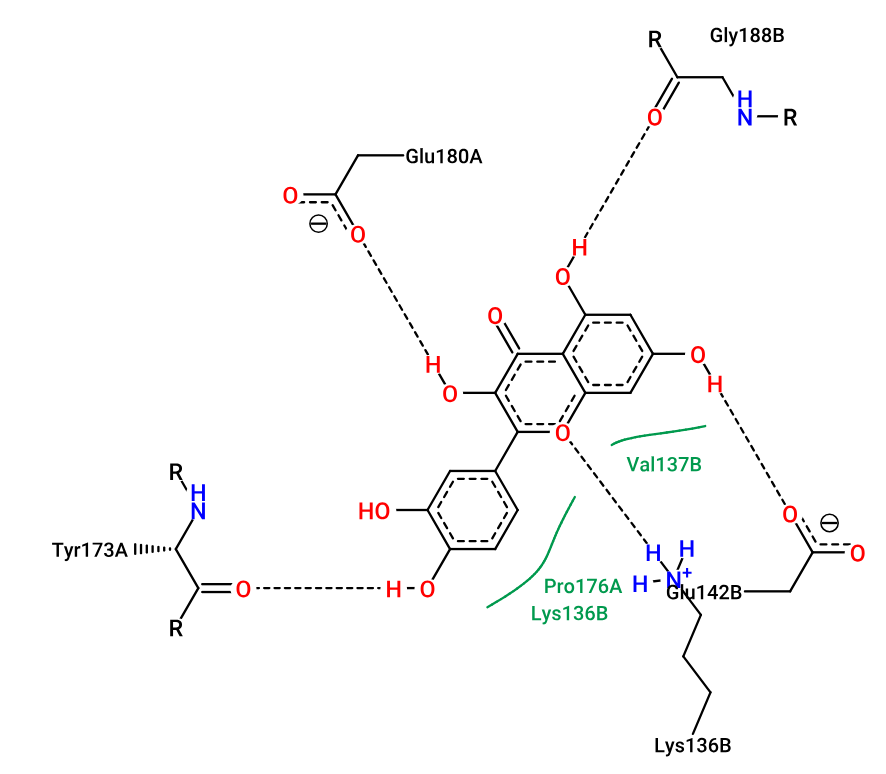 R Gly188B
H
O N R
Glu180A
O
⊖
O
H
O
O
H
O
O
H
Val137B
R
H
N
HO
O
⊖
O
Tyr173A
H H
O H O
H N+
Pro176A Glu142B
Lys136B
R
Lys136B